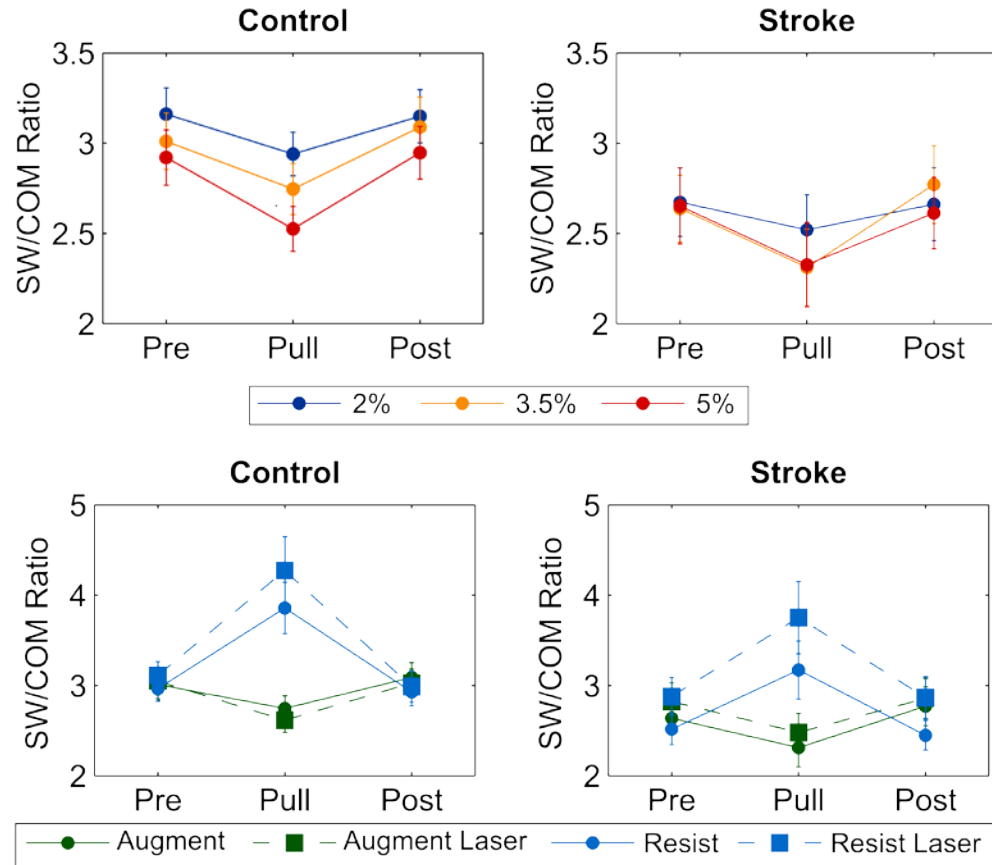 Control
Stroke
3.5
3
2.5
2
SW/COM Ratio
Pre Pull Post
3.5
3
2.5
2
SW/COM Ratio
Pre Pull Post
2% 3.5% 5%
Control
Stroke
5
4
3
2
SW/COM Ratio
Pre Pull Post
5
4
3
2
SW/COM Ratio
Pre Pull Post
Augment Augment Laser Resist Resist Laser